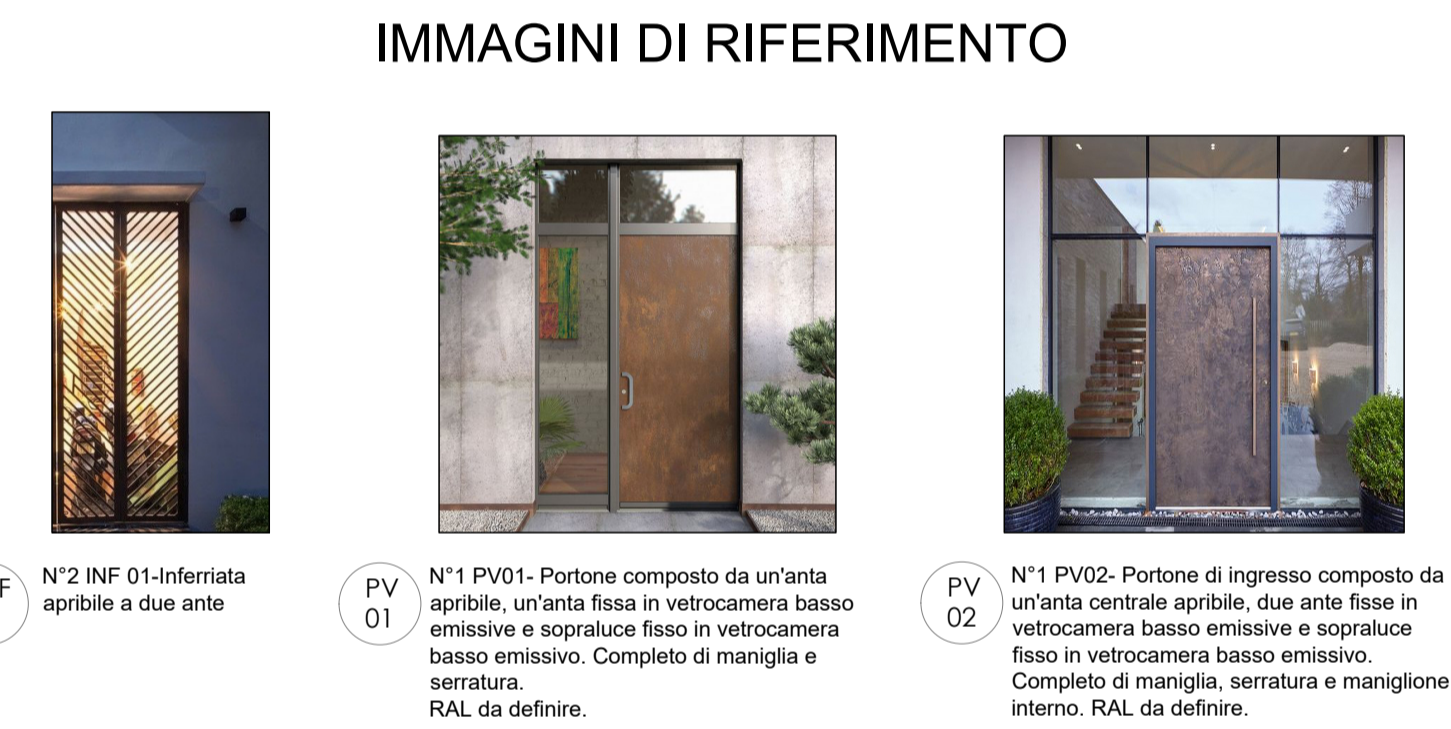 IMMAGINI DI RIFERIMENTO
F
N°2 INF 01-Inferriata
apribile a due ante
PV
01
N°1 PV01- Portone composto da un'anta
apribile, un'anta fissa in vetrocamera basso
emissive e sopraluce fisso in vetrocamera
basso emissivo. Completo di maniglia e
serratura.
RAL da definire.
PV
02
N°1 PV02- Portone di ingresso composto da
un'anta centrale apribile, due ante fisse in
vetrocamera basso emissive e sopraluce
fisso in vetrocamera basso emissivo.
Completo di maniglia, serratura e maniglione
interno. RAL da definire.